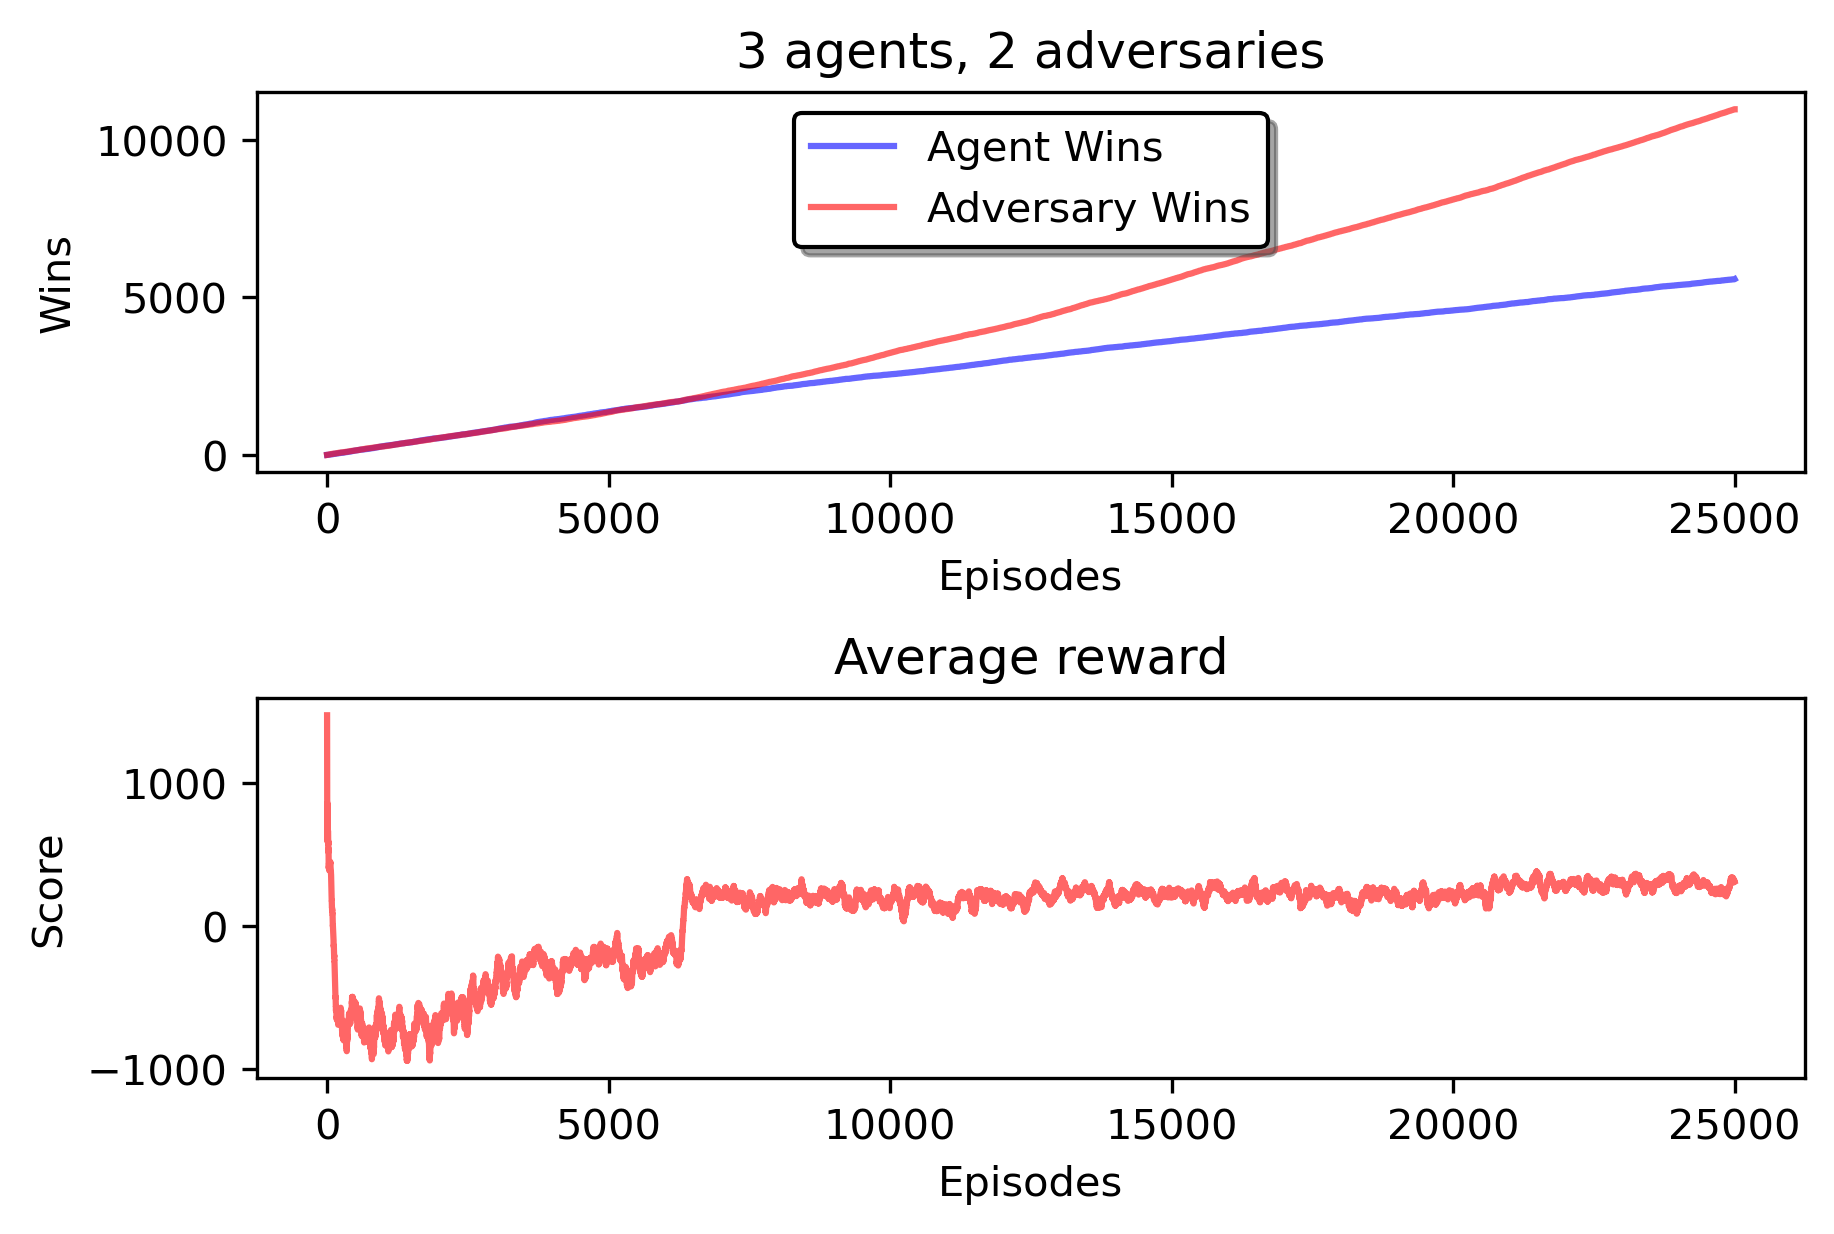 3 agents, 2 adversaries
Agent Wins
Adversary Wins
Wins
10000
5000
0
0 5000 10000 15000 20000 25000
Episodes
Average reward
Score
1000
0
−1000
0 5000 10000 15000 20000 25000
Episodes